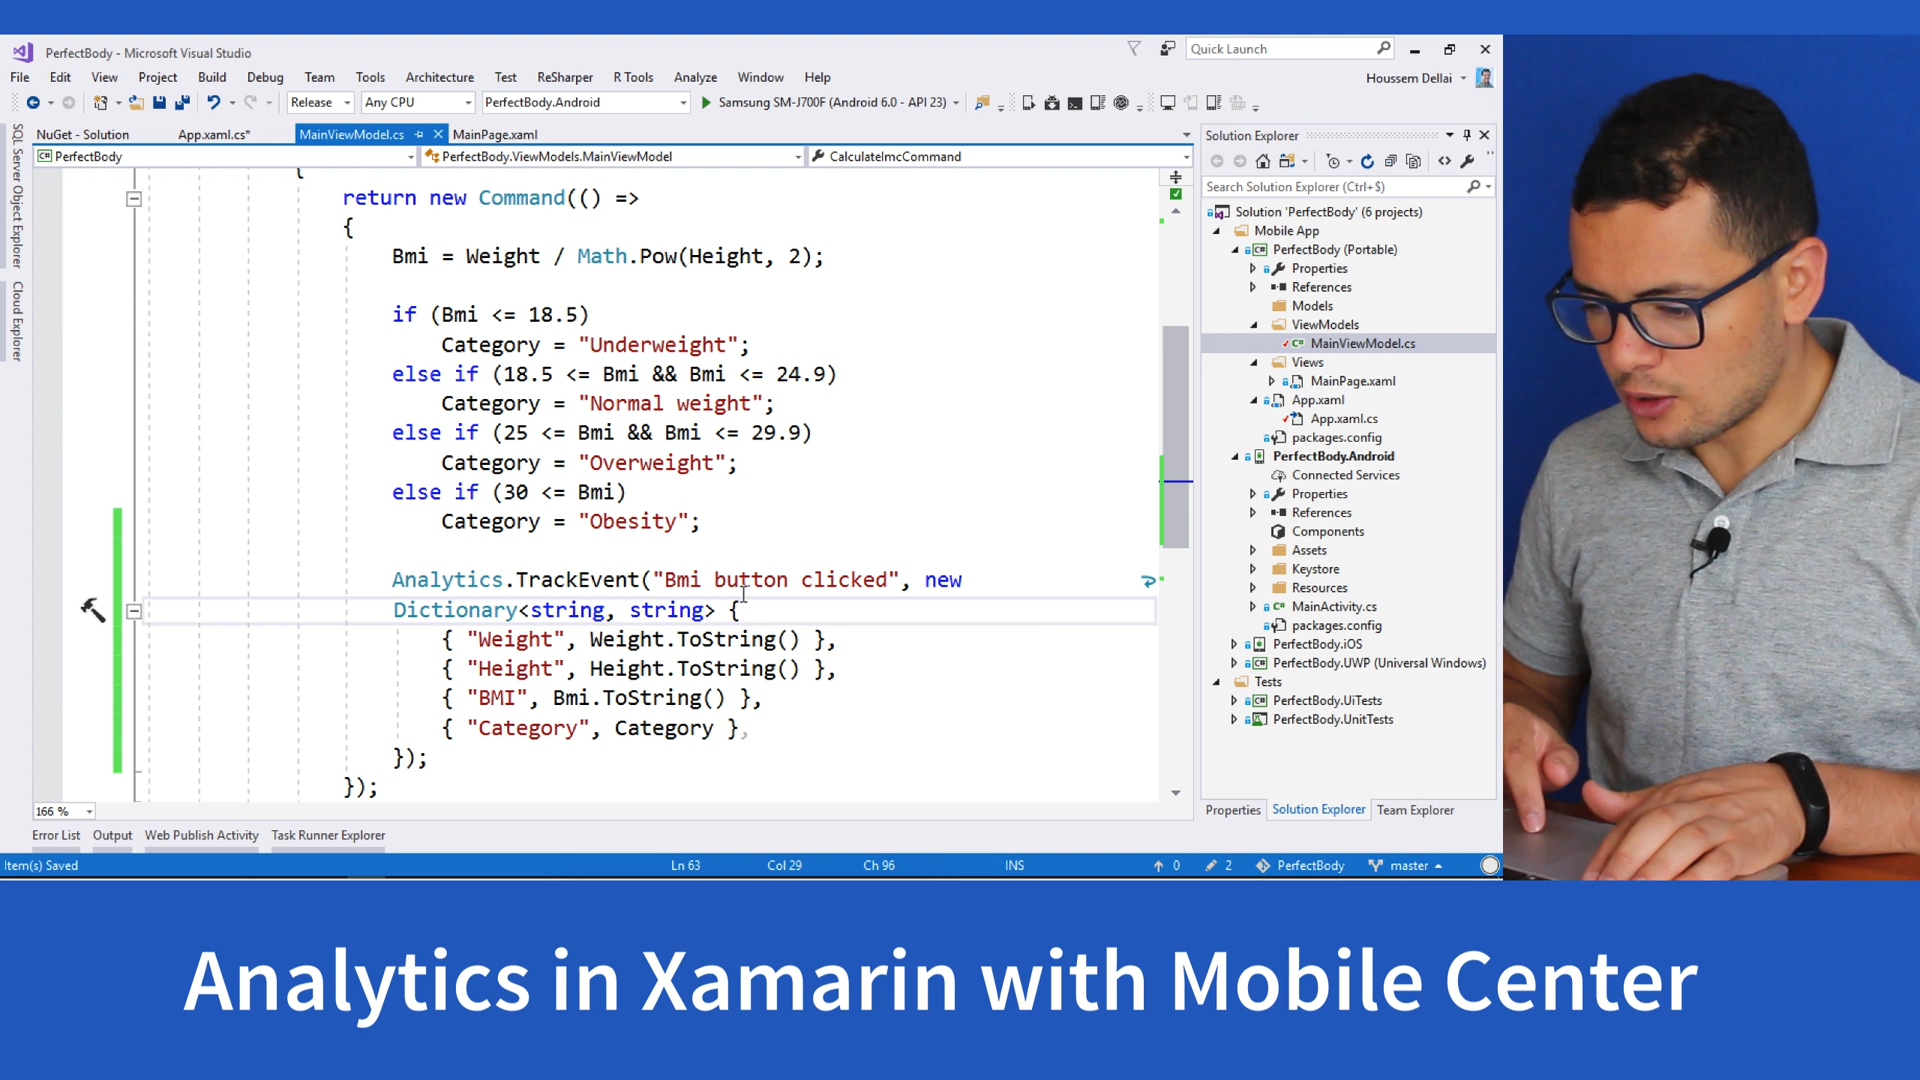 PerfectBody - Microsoft Visual Studio
Quick Launch
File Edit View Project Build Debug Team Tools Architecture Test ReSharper R Tools Analyze Window Help
Houssem Dellai
Release Any CPU PerfectBody.Android Samsung SM-J700F (Android 6.0 - API 23)
NuGet - Solution App.xaml.cs* MainViewModel.cs MainPage.xaml
PerfectBody PerfectBody.ViewModels.MainViewModel CalculateImcCommand
SQL Server Object Explorer
Cloud Explorer
{
return new Command(() =>
{
Bmi = Weight / Math.Pow(Height, 2);
if (Bmi <= 18.5)
Category = "Underweight";
else if (18.5 <= Bmi && Bmi <= 24.9)
Category = "Normal weight";
else if (25 <= Bmi && Bmi <= 29.9)
Category = "Overweight";
else if (30 <= Bmi)
Category = "Obesity";
Analytics.TrackEvent("Bmi button clicked", new
Dictionary<string, string> {
{ "Weight", Weight.ToString() },
{ "Height", Height.ToString() },
{ "BMI", Bmi.ToString() },
{ "Category", Category },
});
});
166 %
Solution Explorer
Search Solution Explorer (Ctrl+$)
Solution 'PerfectBody' (6 projects)
Mobile App
PerfectBody (Portable)
Properties
References
Models
ViewModels
MainViewModel.cs
Views
MainPage.xaml
App.xaml
App.xaml.cs
packages.config
PerfectBody.Android
Connected Services
Properties
References
Components
Assets
Keystore
Resources
MainActivity.cs
packages.config
PerfectBody.iOS
PerfectBody.UWP (Universal Windows)
Tests
PerfectBody.UiTests
PerfectBody.UnitTests
Properties Solution Explorer Team Explorer
Error List Output Web Publish Activity Task Runner Explorer
Item(s) Saved Ln 63 Col 29 Ch 96 INS 0 2 PerfectBody master
Analytics in Xamarin with Mobile Center